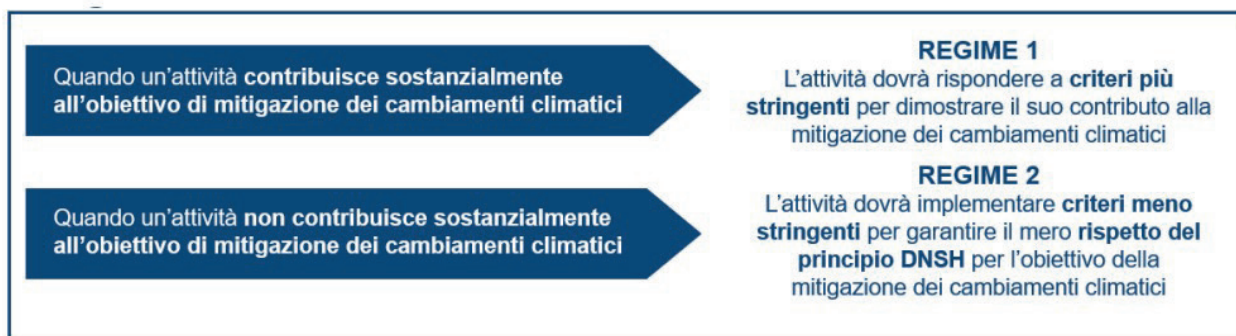 Quando un'attività contribuisce sostanzialmente
all'obiettivo di mitigazione dei cambiamenti climatici
REGIME 1
L'attività dovrà rispondere a criteri più
stringenti per dimostrare il suo contributo alla
mitigazione dei cambiamenti climatici
Quando un'attività non contribuisce sostanzialmente
all'obiettivo di mitigazione dei cambiamenti climatici
REGIME 2
L'attività dovrà implementare criteri meno
stringenti per garantire il mero rispetto del
principio DNSH per l'obiettivo della
mitigazione dei cambiamenti climatici